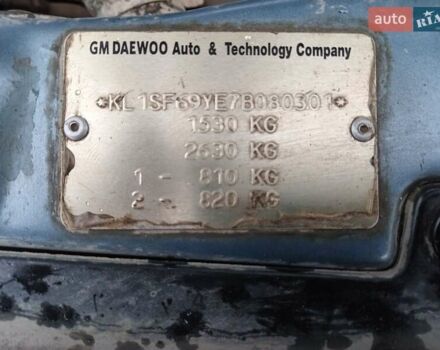 auto RIA
GM DAEWOO Auto & Technology Company
*KL1SF69YE7B080301*
1530 KG
2630 KG
1 - 810 KG
2 - 820 KG